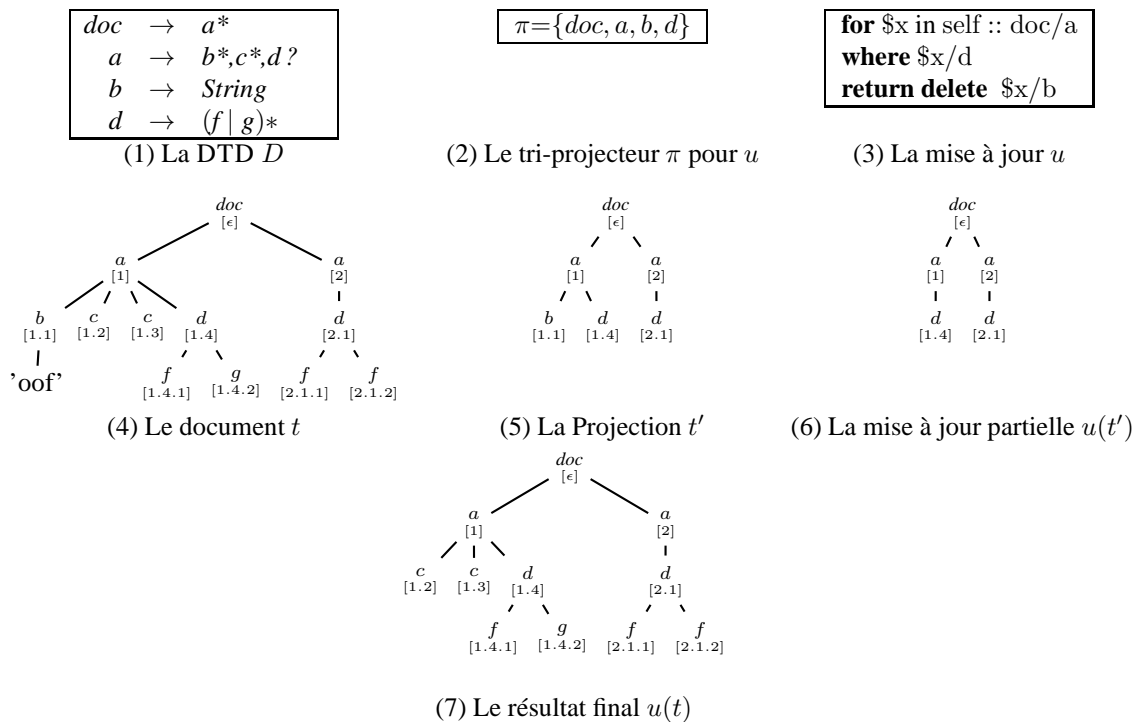 doc → a*
a → b*,c*,d?
b → String
d → (f | g)*
(1) La DTD D
π={doc, a, b, d}
(2) Le tri-projecteur π pour u
for $x in self :: doc/a
where $x/d
return delete $x/b
(3) La mise à jour u
doc
[ϵ]
a a
[1] [2]
b c c d d
[1.1] [1.2] [1.3] [1.4] [2.1]
'oof' f g f f
[1.4.1] [1.4.2] [2.1.1] [2.1.2]
(4) Le document t
doc
[ϵ]
a a
[1] [2]
b d d
[1.1] [1.4] [2.1]
(5) La Projection t′
doc
[ϵ]
a a
[1] [2]
d d
[1.4] [2.1]
(6) La mise à jour partielle u(t′)
doc
[ϵ]
a a
[1] [2]
c c d d
[1.2] [1.3] [1.4] [2.1]
f g f f
[1.4.1] [1.4.2] [2.1.1] [2.1.2]
(7) Le résultat final u(t)